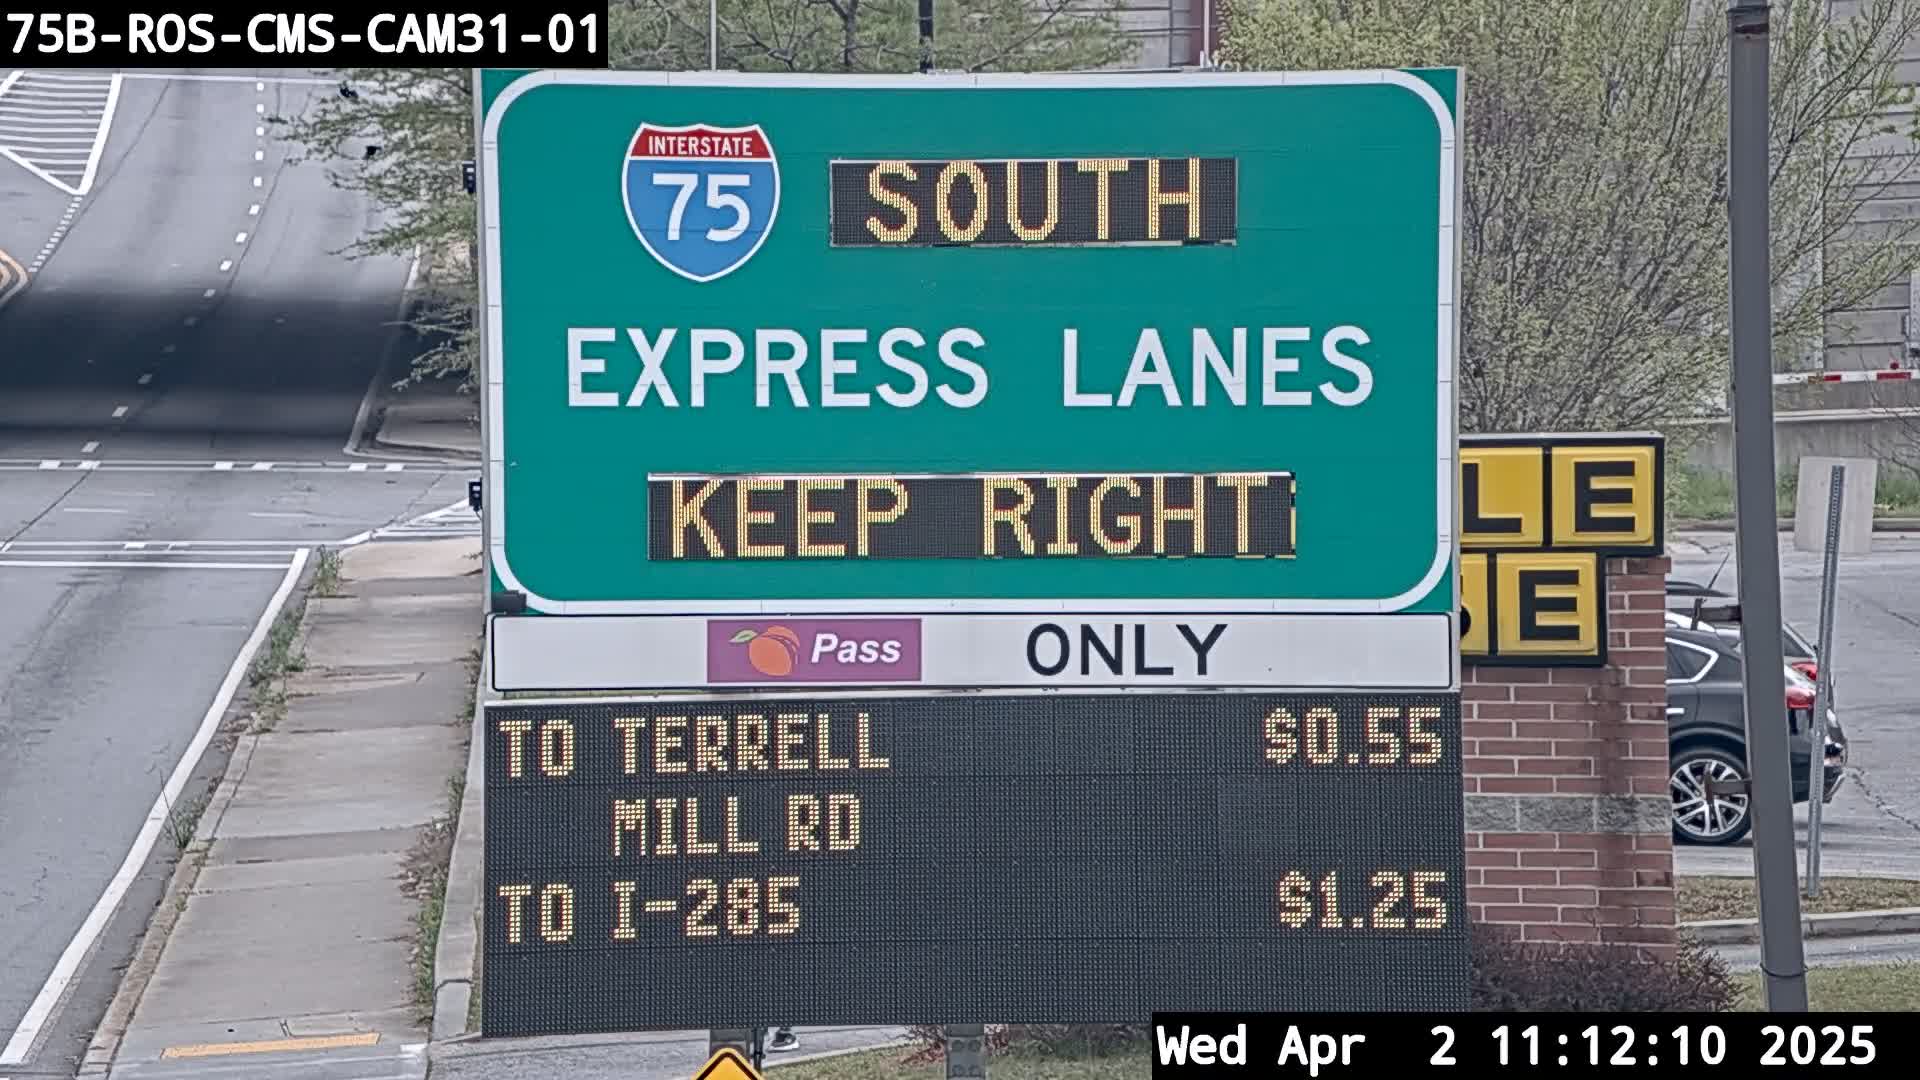 75B-ROS-CMS-CAM31-01
INTERSTATE
75
SOUTH
EXPRESS LANES
KEEP RIGHT
LE
E
Pass ONLY
TO TERRELL $0.55
MILL RD
TO I-285 $1.25
Wed Apr 2 11:12:10 2025